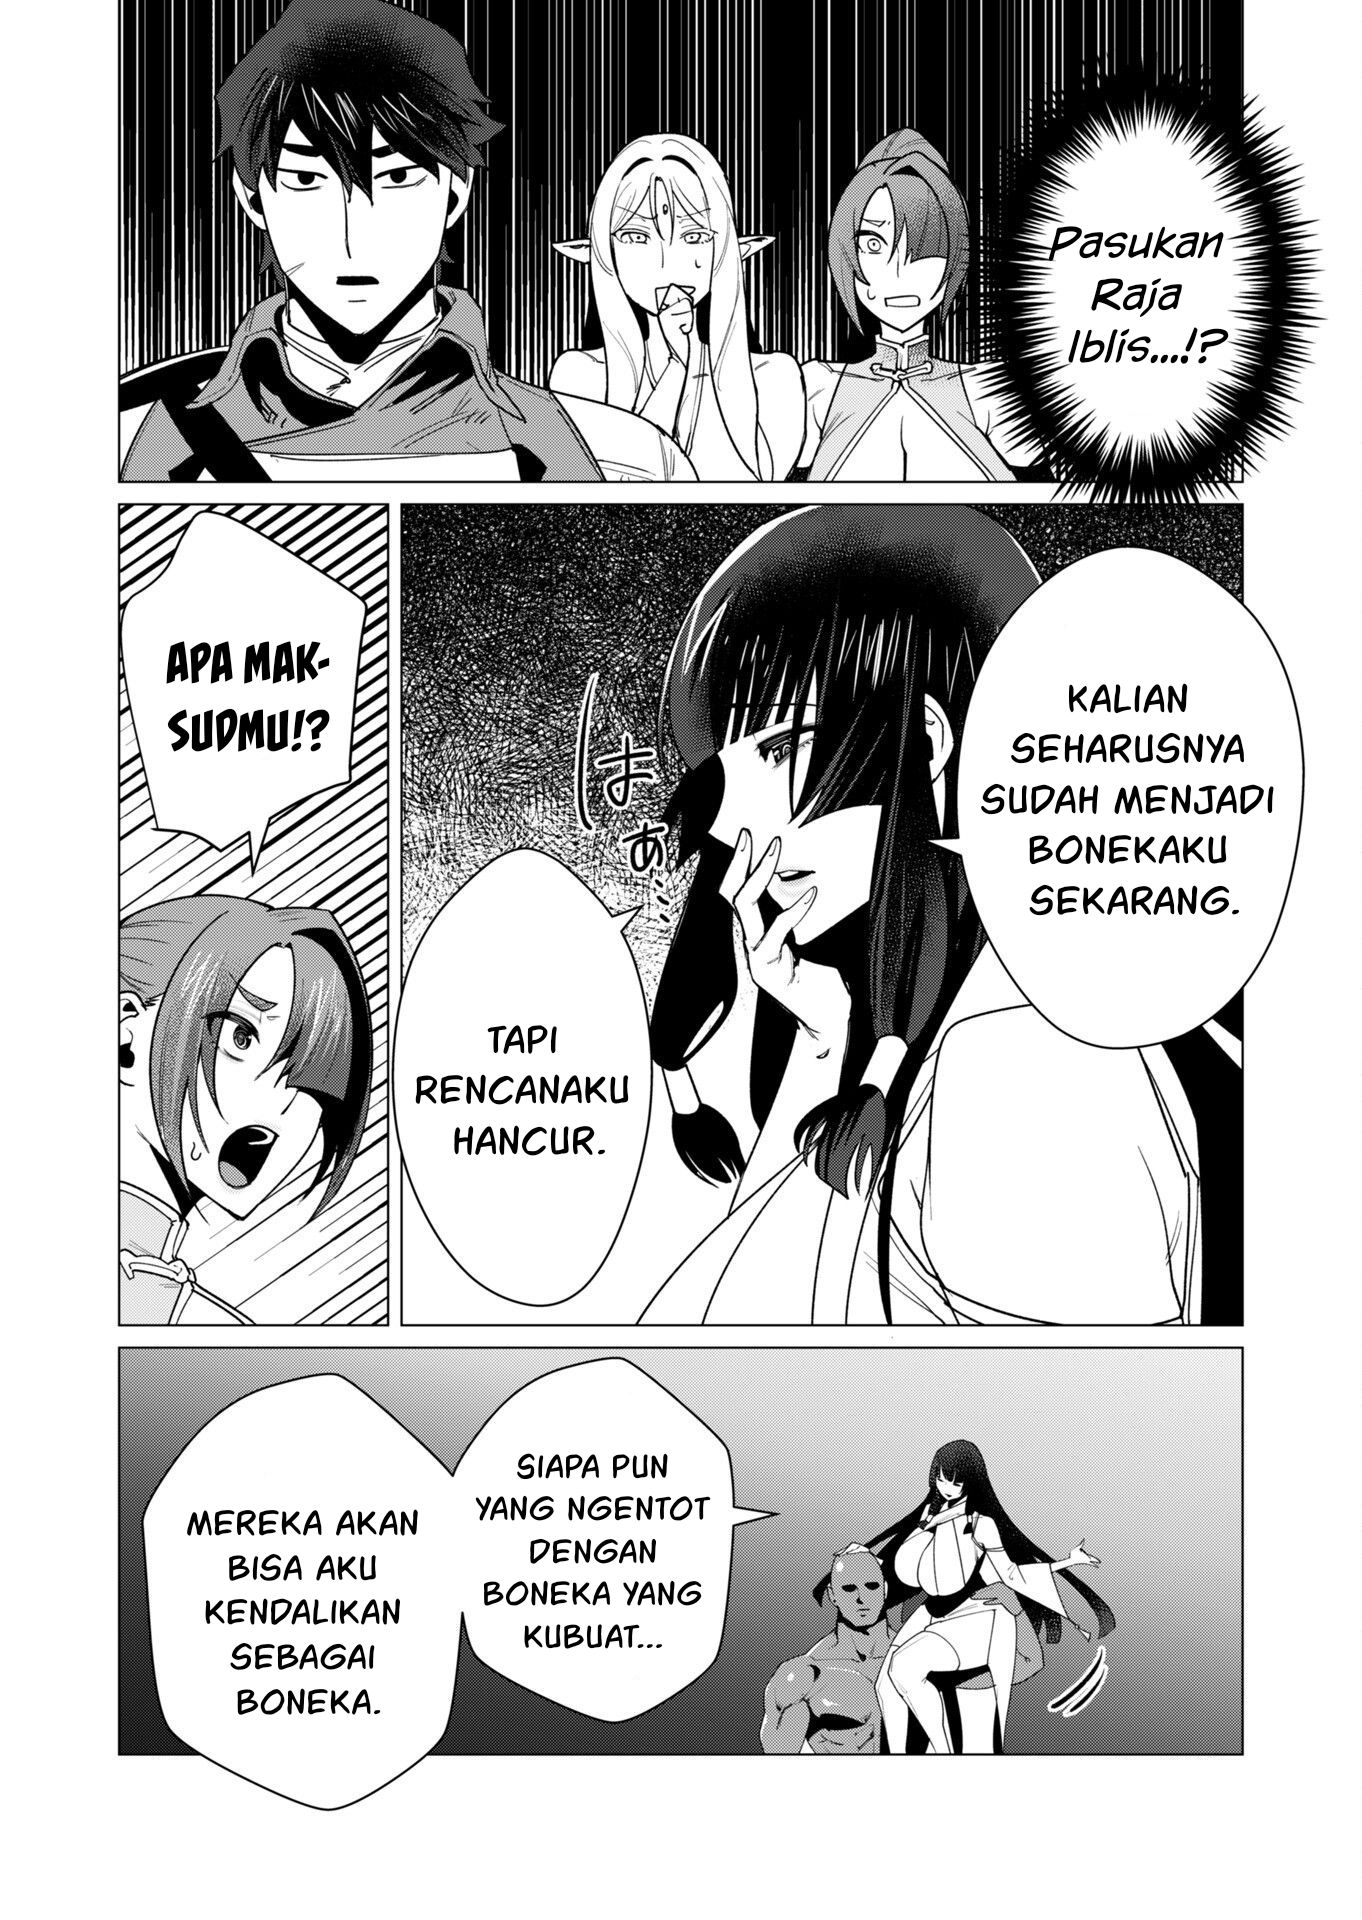 Pasukan
Raja
Iblis...!?
KALIAN
SEHARUSNYA
SUDAH MENJADI
BONEKAKU
SEKARANG.
はぁ……
TAPI
RENCANAKU
HANCUR.
APA MAK-
SUDMU!?
SIAPA PUN
YANG NGENTOT
DENGAN
BONEKA YANG
KUBUAT...
MEREKA AKAN
BISA AKU
KENDALIKAN
SEBAGAI
BONEKA.